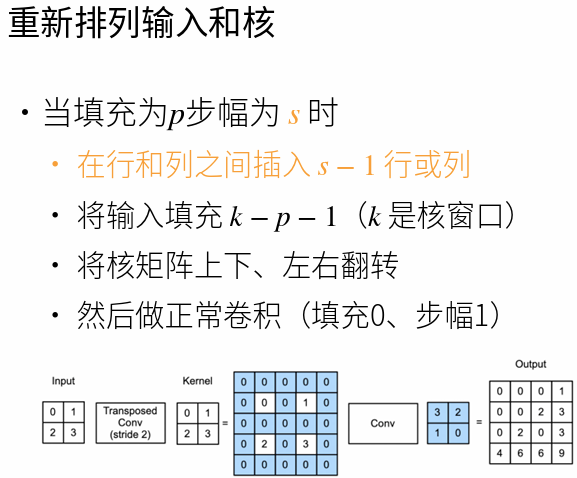 重新排列输入和核
• 当填充为p步幅为 s 时
• 在行和列之间插入 s − 1 行或列
• 将输入填充 k − p − 1（k 是核窗口）
• 将核矩阵上下、左右翻转
• 然后做正常卷积（填充0、步幅1）
Input
0 1
2 3
Transposed
Conv
(stride 2)
Kernel
0 1
2 3
=
0 0 0 0 0
0 0 0 1 0
0 0 0 0 0
0 2 0 3 0
0 0 0 0 0
Conv
3 2
1 0
=
Output
0 0 0 1
0 0 2 3
0 2 0 3
4 6 6 9